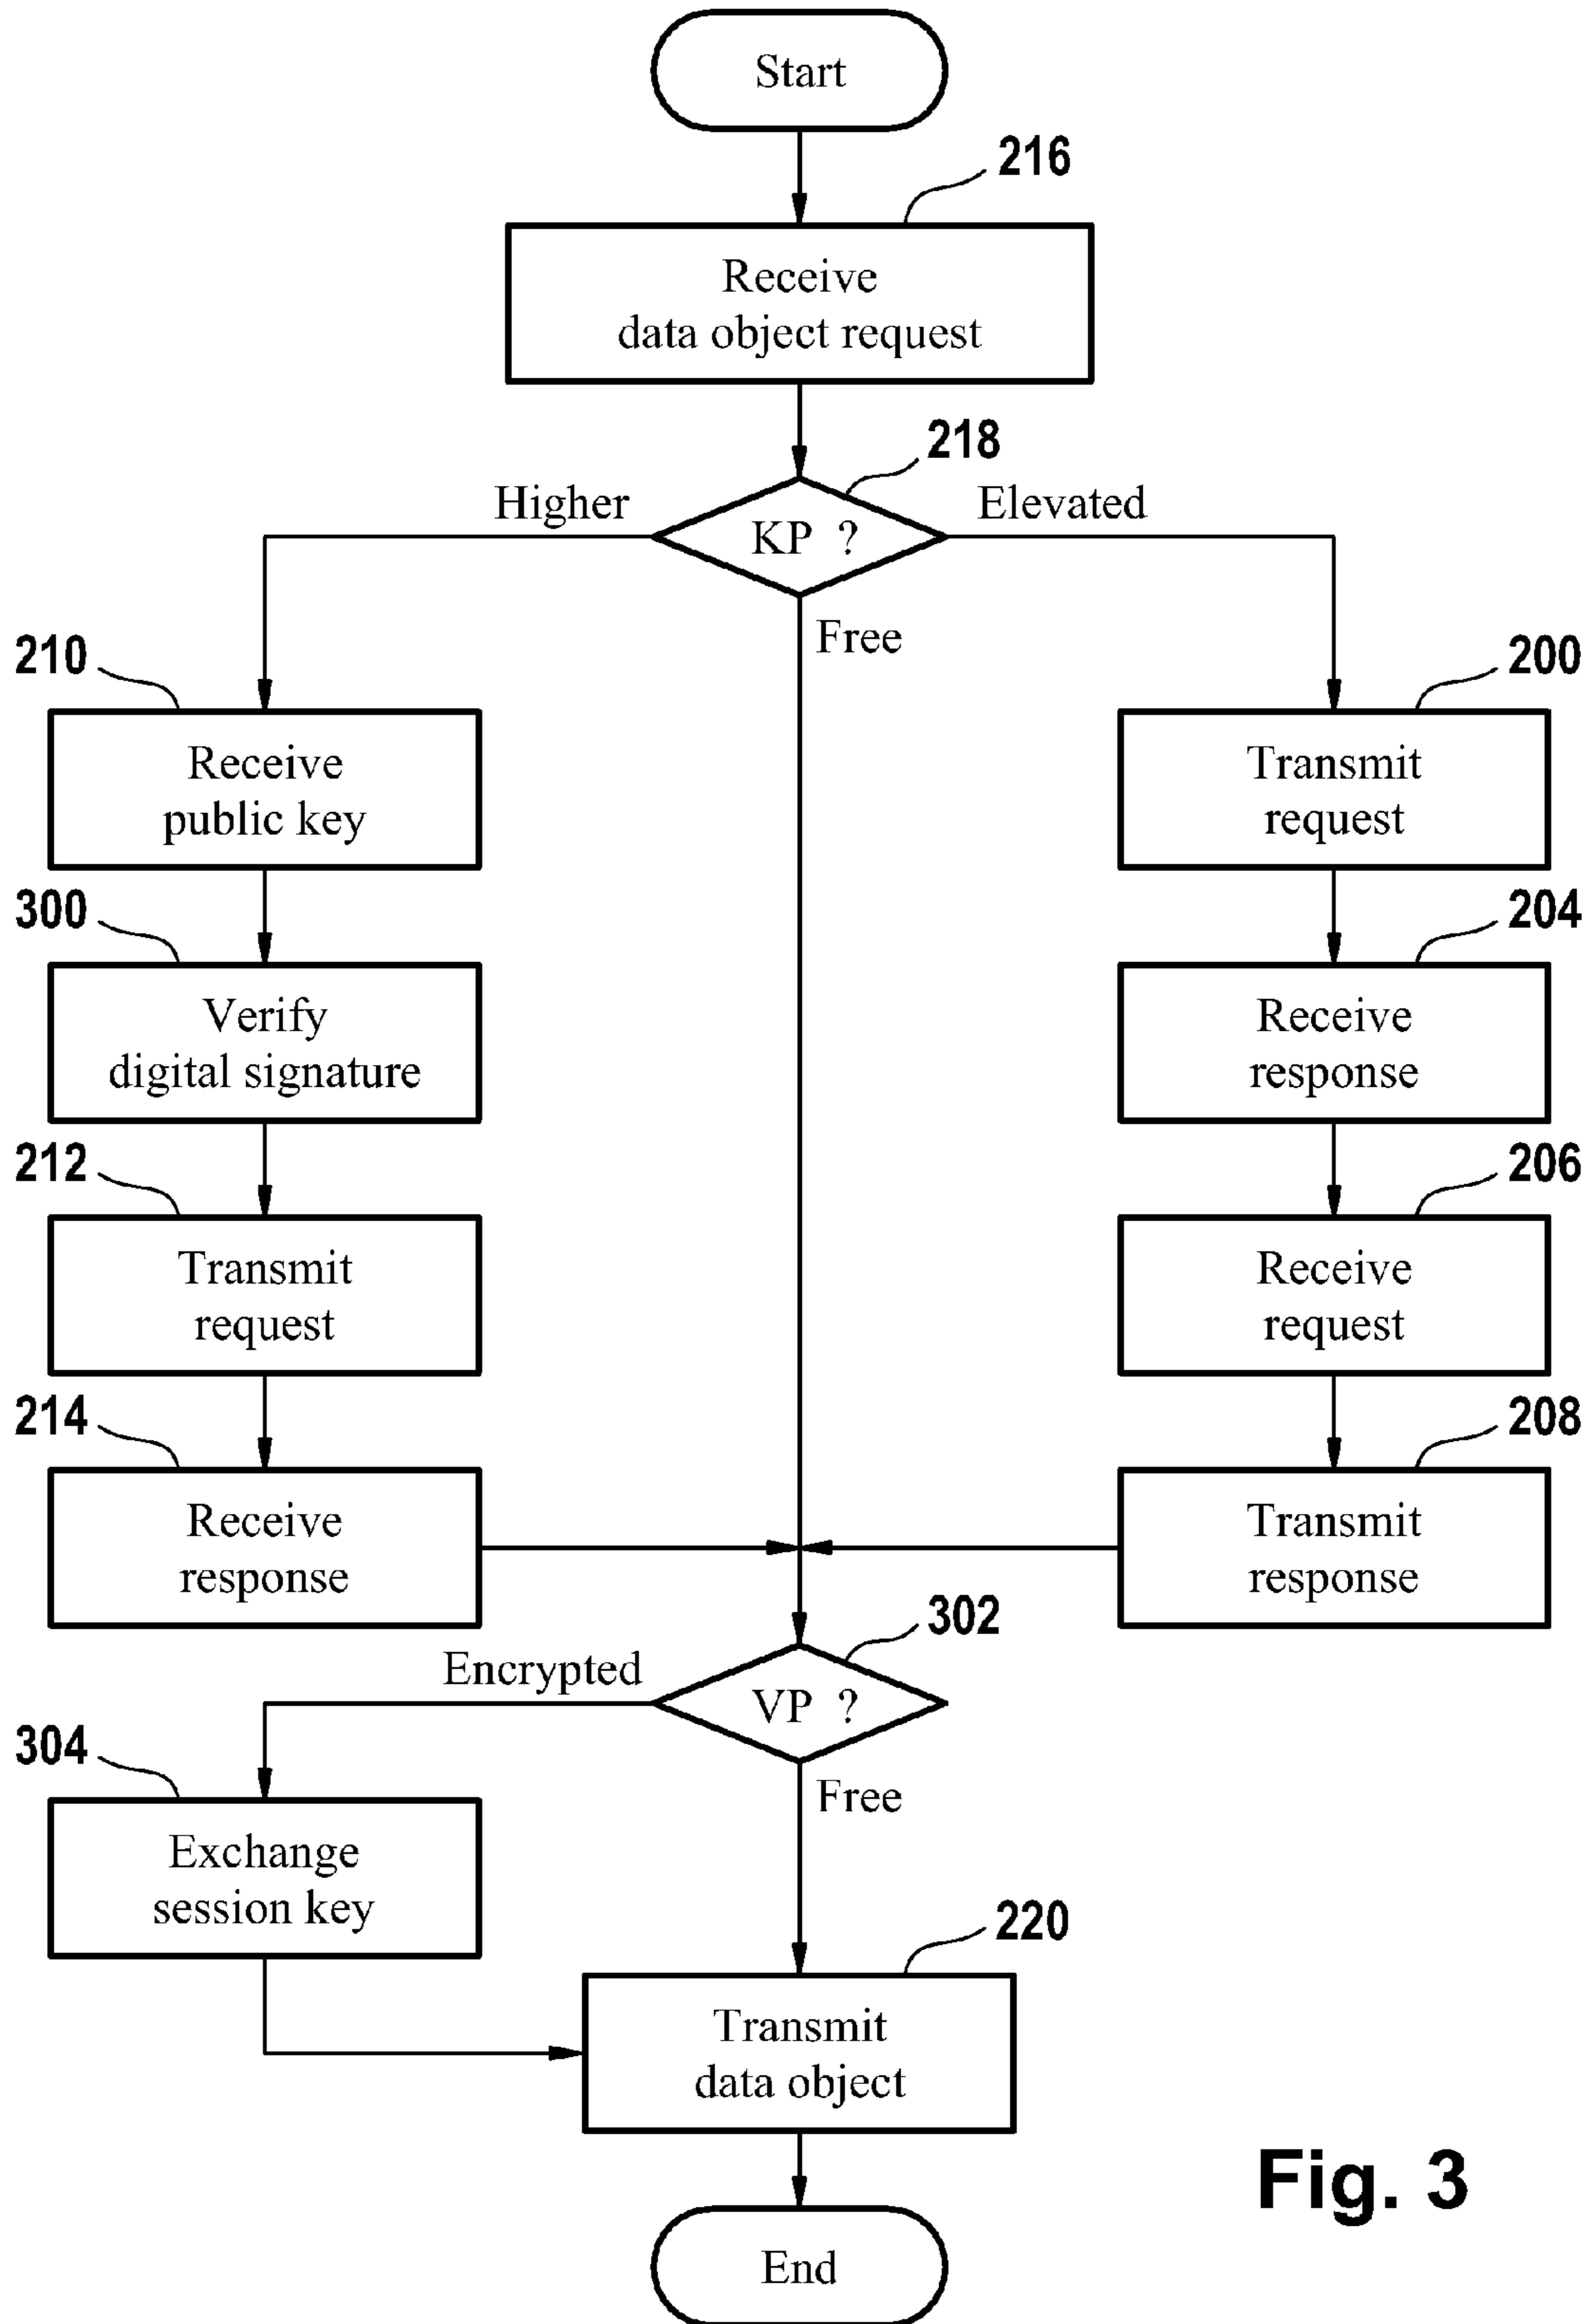 Start
216
Receive
data object request
218
Higher
KP ?
Elevated
Free
210
200
Receive
public key
Transmit
request
300
204
Verify
digital signature
Receive
response
212
206
Transmit
request
Receive
request
214
208
Receive
response
Transmit
response
302
Encrypted
VP ?
304
Free
Exchange
session key
220
Transmit
data object
Fig. 3
End